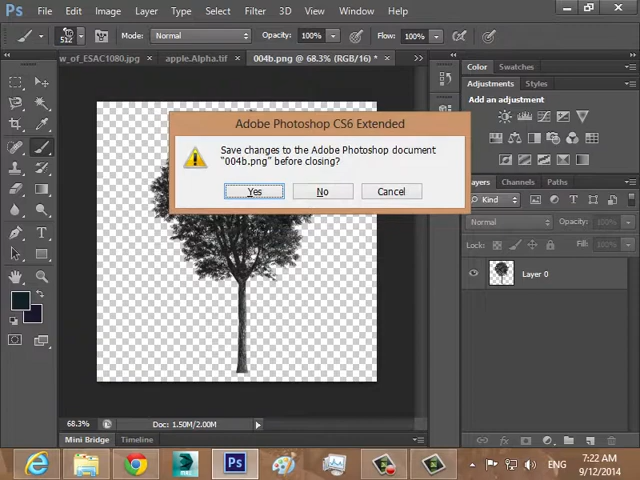 Ps File Edit Image Layer Type Select Filter 3D View Window Help
512 Mode: Normal Opacity: 100% Flow: 100%
w_of_ESAC1080.jpg × apple.Alpha.tif × 004b.png @ 68.3% (RGB/16) * ×
Color Swatches
Adjustments Styles
Add an adjustment
Adobe Photoshop CS6 Extended
Save changes to the Adobe Photoshop document
"004b.png" before closing?
Yes No Cancel
Layers Channels Paths
Kind
Normal Opacity: 100%
Lock: Fill: 100%
Layer 0
68.3% Doc: 1.50M/2.00M
Mini Bridge Timeline
Ps ENG 7:22 AM
9/12/2014